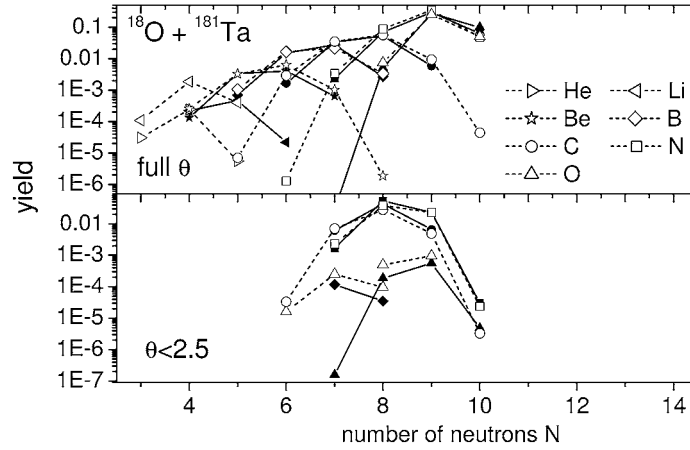 ¹⁸O + ¹⁸¹Ta
0.1
0.01
1E-3
1E-4
1E-5
1E-6
full θ
He
Li
Be
B
C
N
O
yield
0.01
1E-3
1E-4
1E-5
1E-6
1E-7
θ<2.5
4
6
8
10
12
14
number of neutrons N